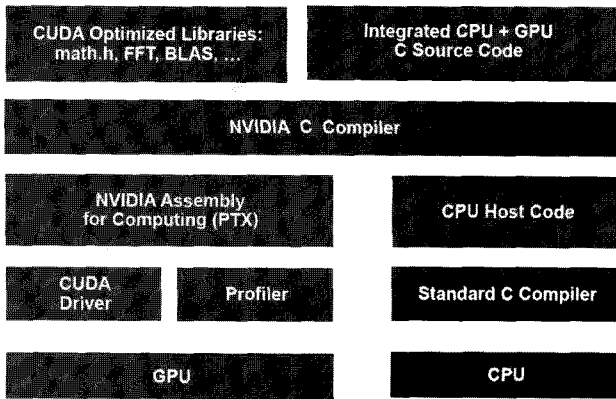 CUDA Optimized Libraries:
math.h, FFT, BLAS, ...
Integrated CPU + GPU
C Source Code
NVIDIA C Compiler
NVIDIA Assembly
for Computing (PTX)
CPU Host Code
CUDA
Driver
Profiler
Standard C Compiler
GPU
CPU